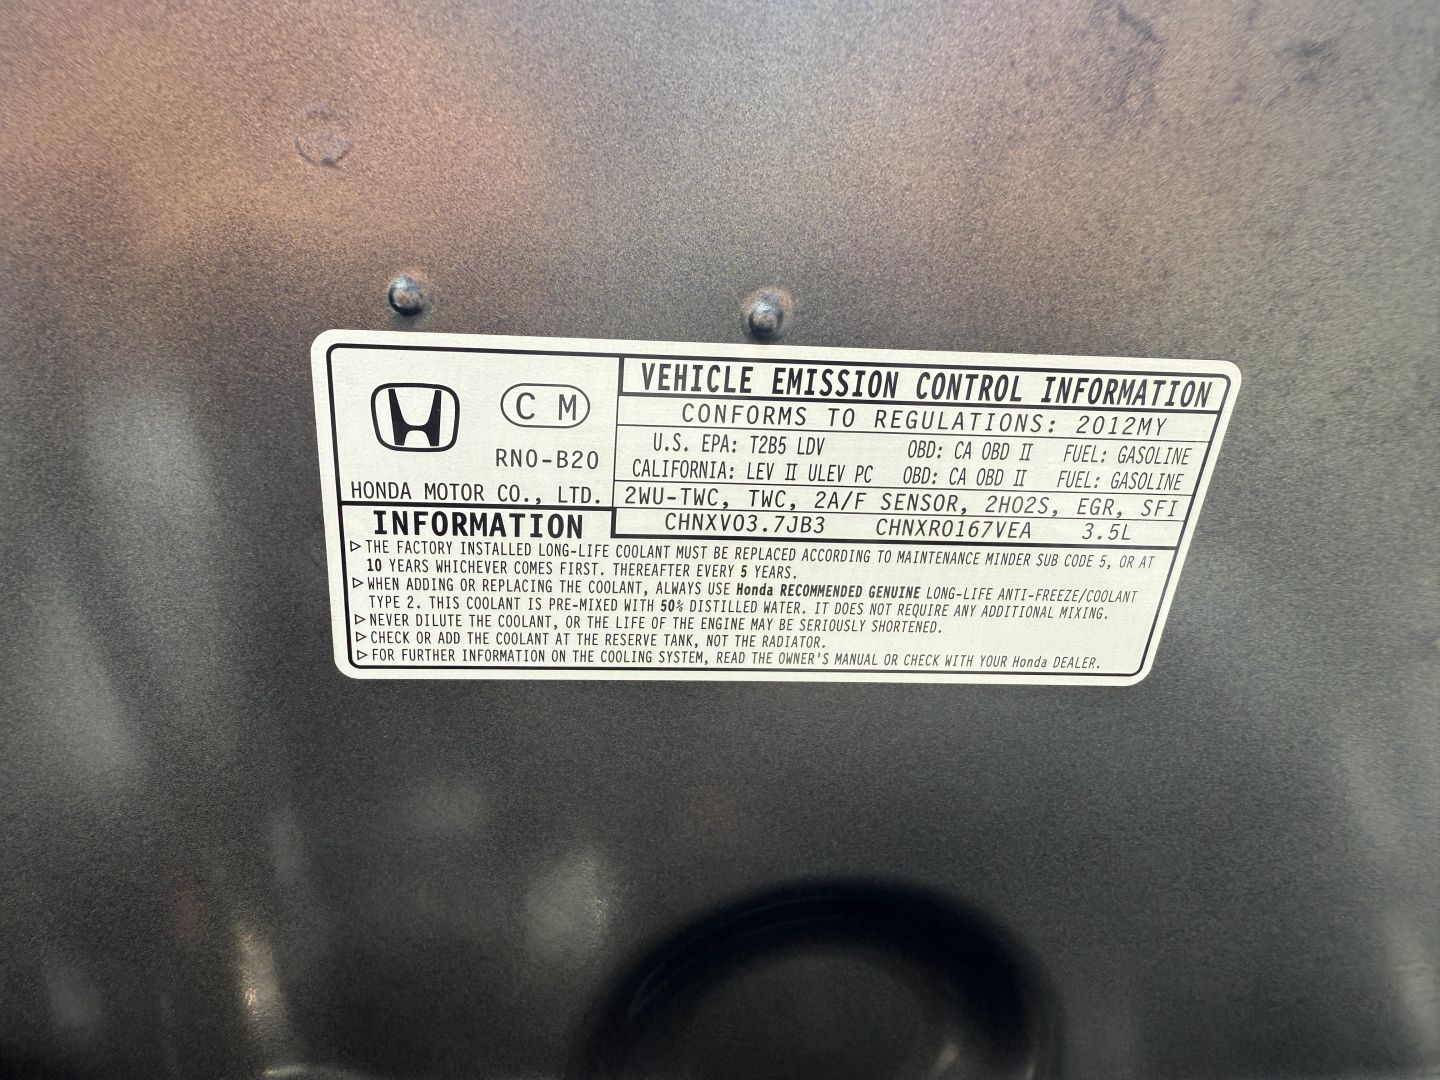 C M
RN0-B20
HONDA MOTOR CO., LTD.
VEHICLE EMISSION CONTROL INFORMATION
CONFORMS TO REGULATIONS: 2012MY
U.S. EPA: T2B5 LDV OBD: CA OBD II FUEL: GASOLINE
CALIFORNIA: LEV II ULEV PC OBD: CA OBD II FUEL: GASOLINE
2WU-TWC, TWC, 2A/F SENSOR, 2HO2S, EGR, SFI
CHNXV03.7JB3 CHNXR0167VEA 3.5L
INFORMATION
▷THE FACTORY INSTALLED LONG-LIFE COOLANT MUST BE REPLACED ACCORDING TO MAINTENANCE MINDER SUB CODE 5, OR AT
10 YEARS WHICHEVER COMES FIRST. THEREAFTER EVERY 5 YEARS.
▷WHEN ADDING OR REPLACING THE COOLANT, ALWAYS USE Honda RECOMMENDED GENUINE LONG-LIFE ANTI-FREEZE/COOLANT
TYPE 2. THIS COOLANT IS PRE-MIXED WITH 50% DISTILLED WATER. IT DOES NOT REQUIRE ANY ADDITIONAL MIXING.
▷NEVER DILUTE THE COOLANT, OR THE LIFE OF THE ENGINE MAY BE SERIOUSLY SHORTENED.
▷CHECK OR ADD THE COOLANT AT THE RESERVE TANK, NOT THE RADIATOR.
▷FOR FURTHER INFORMATION ON THE COOLING SYSTEM, READ THE OWNER'S MANUAL OR CHECK WITH YOUR Honda DEALER.